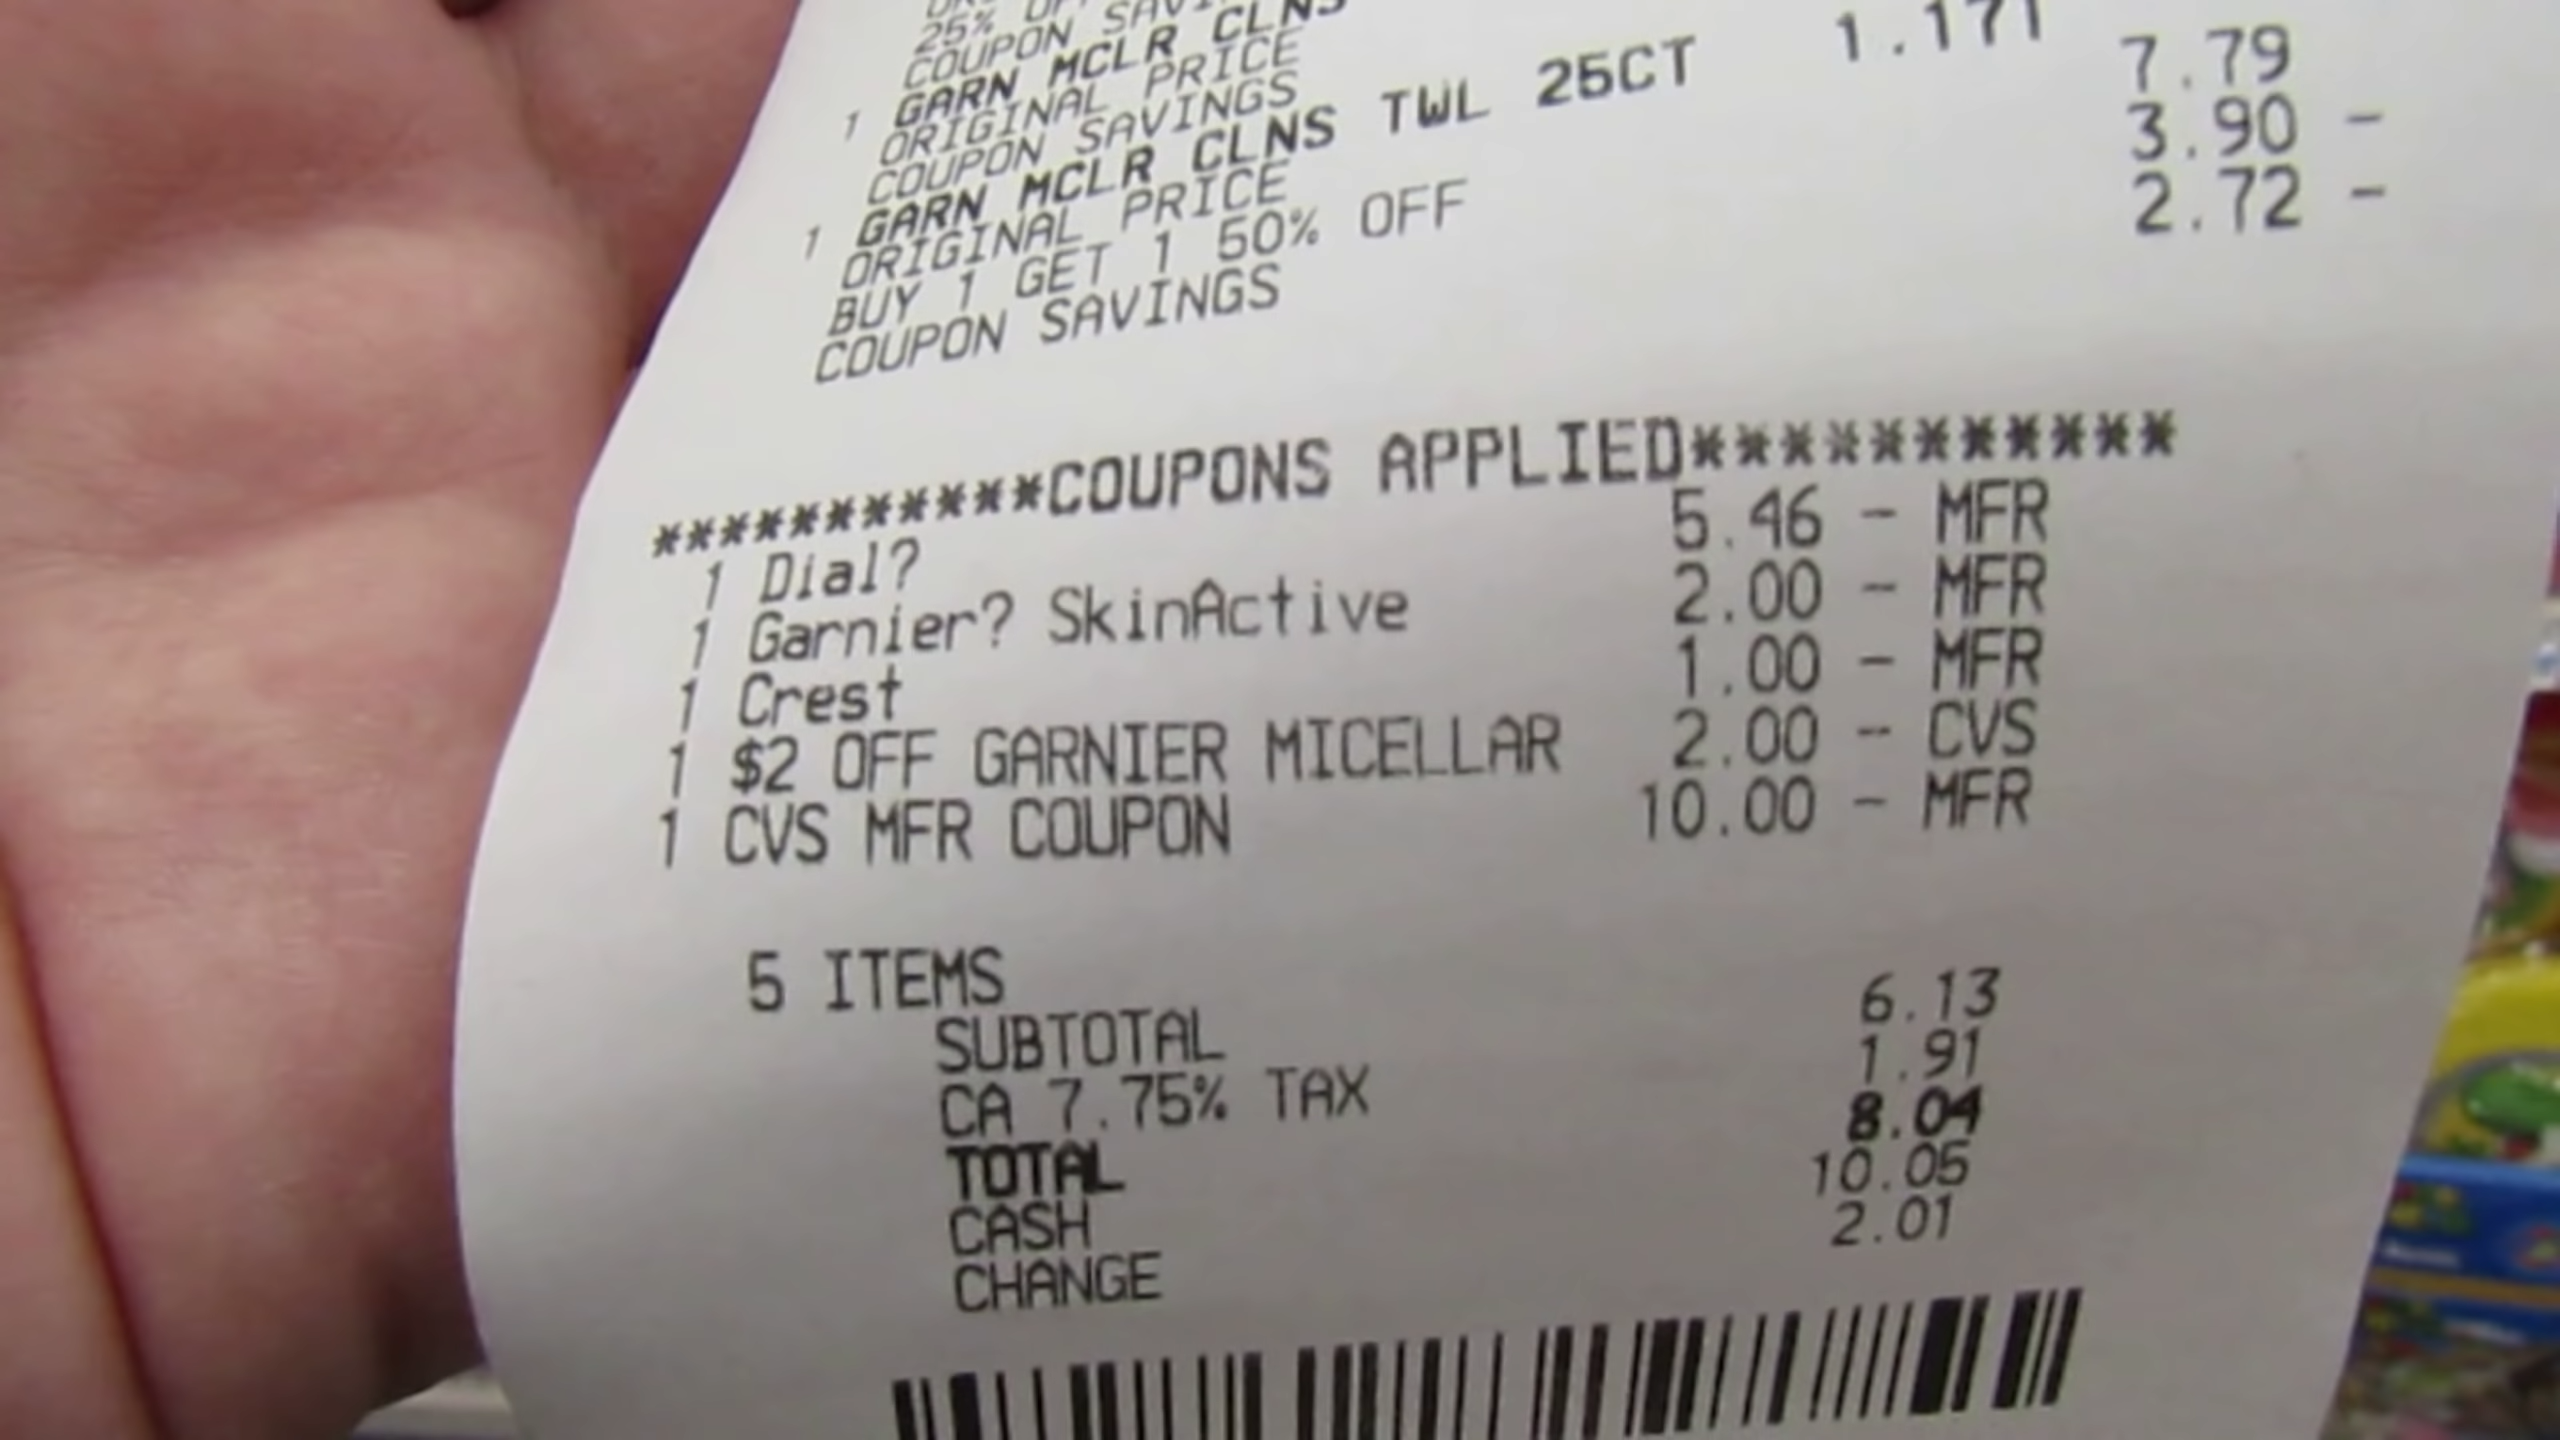 25%
COUPON
1 GARN MCLR CLNS
ORIGINAL PRICE
COUPON SAVINGS
1 GARN MCLR CLNS TWL 25CT 1.17T
ORIGINAL PRICE 7.79
BUY 1 GET 1 50% OFF 3.90 -
COUPON SAVINGS 2.72 -
***********COUPONS APPLIED***********
1 Dial? 5.46 - MFR
1 Garnier? SkinActive 2.00 - MFR
1 Crest 1.00 - MFR
1 $2 OFF GARNIER MICELLAR 2.00 - CVS
1 CVS MFR COUPON 10.00 - MFR
5 ITEMS
SUBTOTAL 6.13
CA 7.75% TAX 1.91
TOTAL 8.04
CASH 10.05
CHANGE 2.01